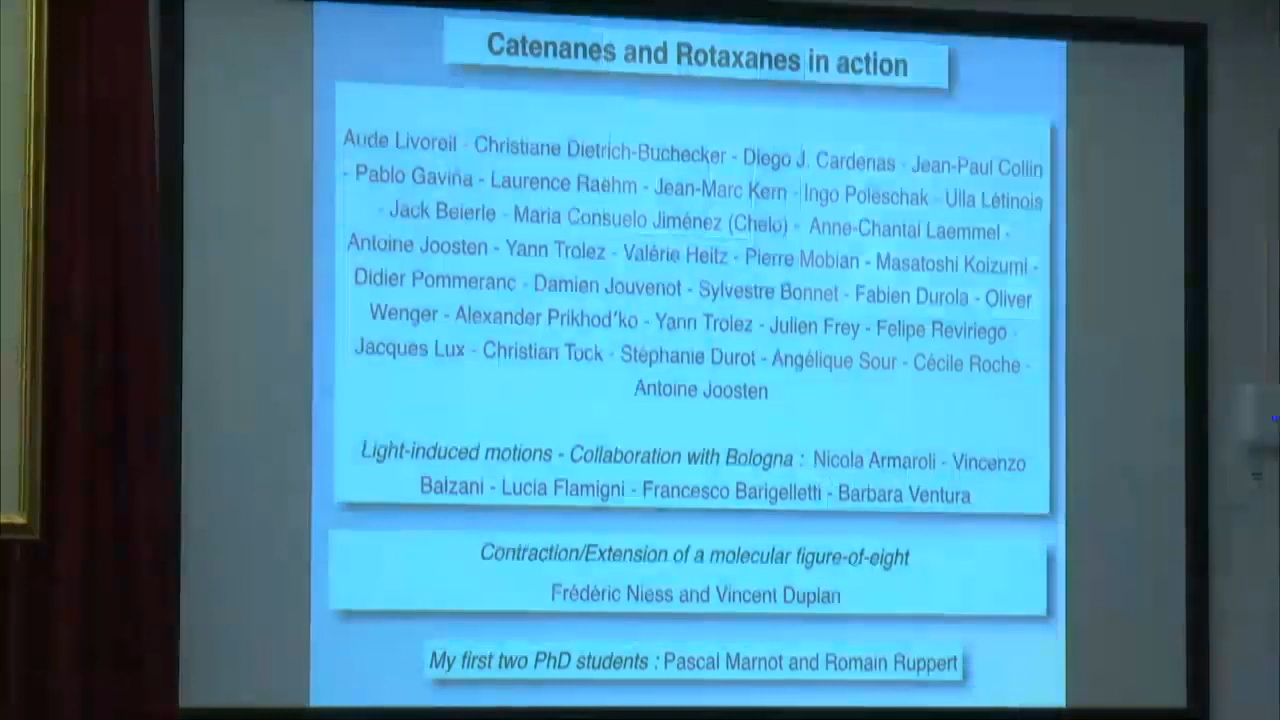 Catenanes and Rotaxanes in action
Aude Livoreil - Christiane Dietrich-Buchecker - Diego J. Cardenas - Jean-Paul Collin
- Pablo Gaviña - Laurence Raehm - Jean-Marc Kern - Ingo Poleschak - Ulla Létinois
- Jack Beierle - Maria Consuelo Jiménez (Chelo) - Anne-Chantal Laemmel -
Antoine Joosten - Yann Trolez - Valérie Heitz - Pierre Mobian - Masatoshi Koizumi -
Didier Pommeranc - Damien Jouvenot - Sylvestre Bonnet - Fabien Durola - Oliver
Wenger - Alexander Prikhod'ko - Yann Trolez - Julien Frey - Felipe Reviriego -
Jacques Lux - Christian Tock - Stéphanie Durot - Angélique Sour - Cécile Roche -
Antoine Joosten
Light-induced motions - Collaboration with Bologna : Nicola Armaroli - Vincenzo
Balzani - Lucia Flamigni - Francesco Barigelletti - Barbara Ventura
Contraction/Extension of a molecular figure-of-eight
Frédéric Niess and Vincent Duplan
My first two PhD students : Pascal Marnot and Romain Ruppert